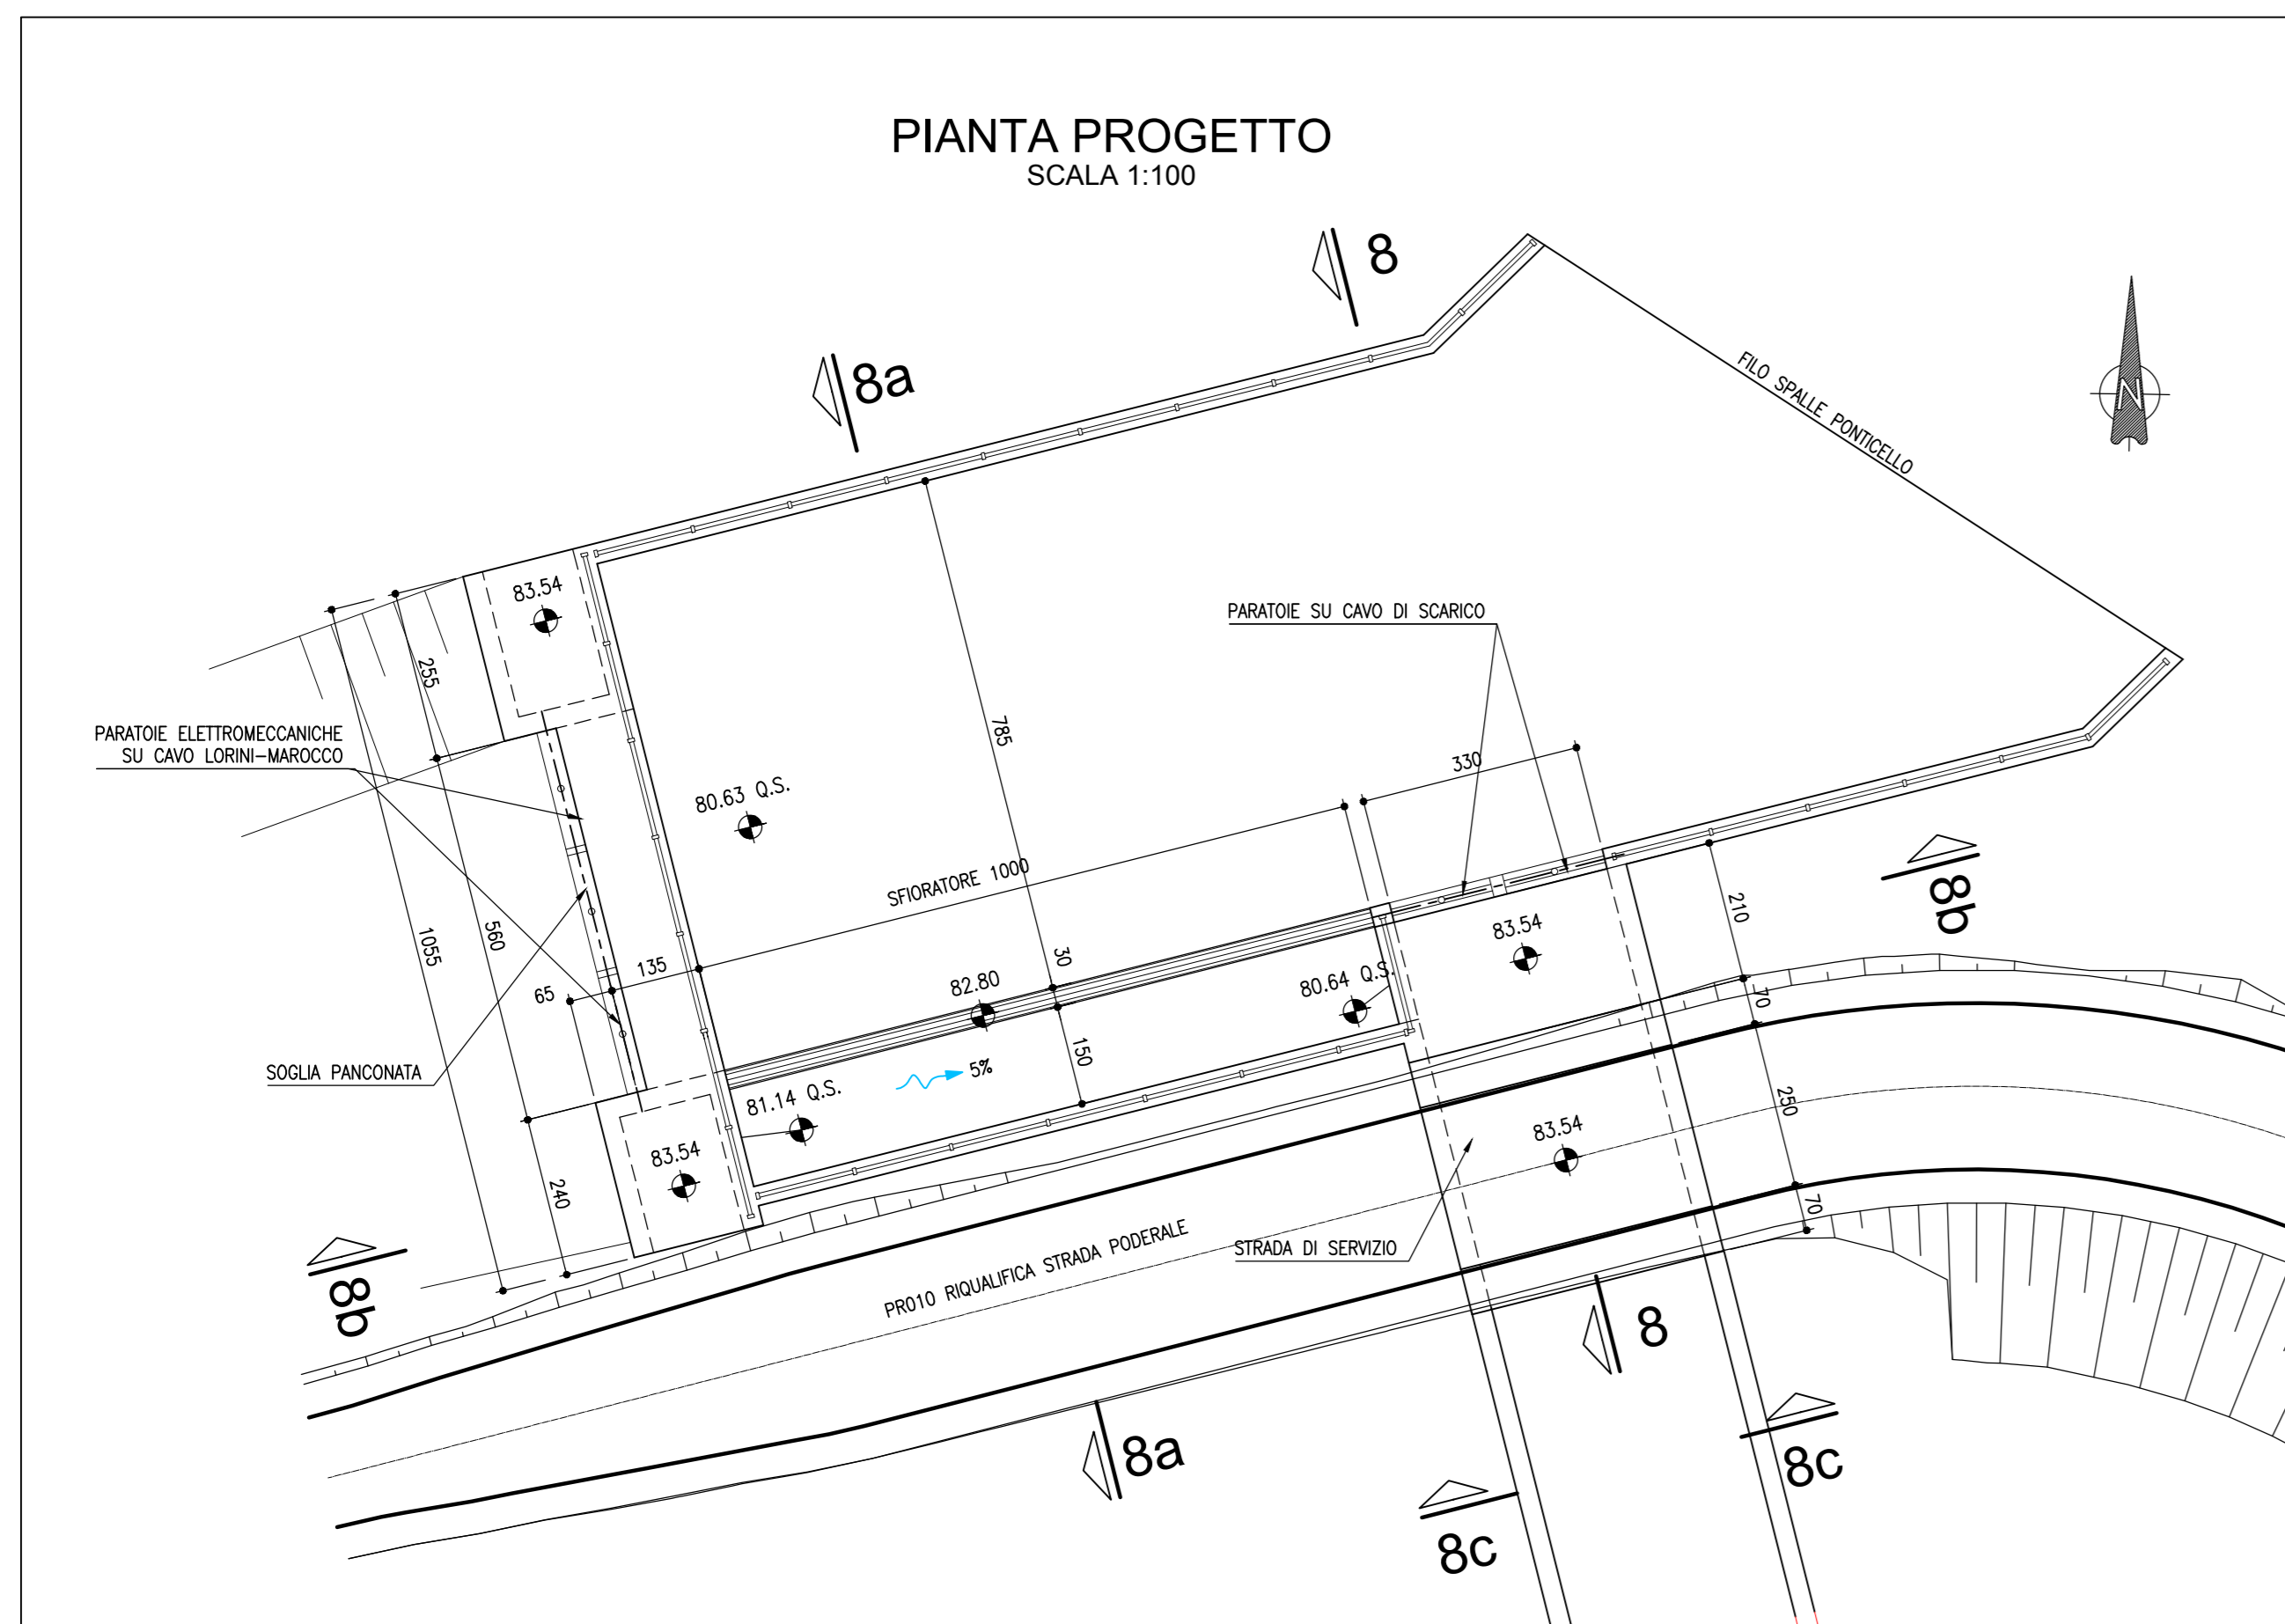 PIANTA PROGETTO
SCALA 1:100
8
8a
N
FILO SPALLE PONTICELLO
83.54
PARATOIE SU CAVO DI SCARICO
255
785
PARATOIE ELETTROMECCANICHE
SU CAVO LORINI-MAROCCO
330
80.63 Q.S.
SFIORATORE 1000
210
8b
1055
560
135
65
30
82.80
80.64 Q.S.
83.54
70
SOGLIA PANCONATA
150
5%
81.14 Q.S.
250
83.54
83.54
240
70
PR010 RIQUALIFICA STRADA PODERALE
STRADA DI SERVIZIO
8b
8
8a
8c
8c